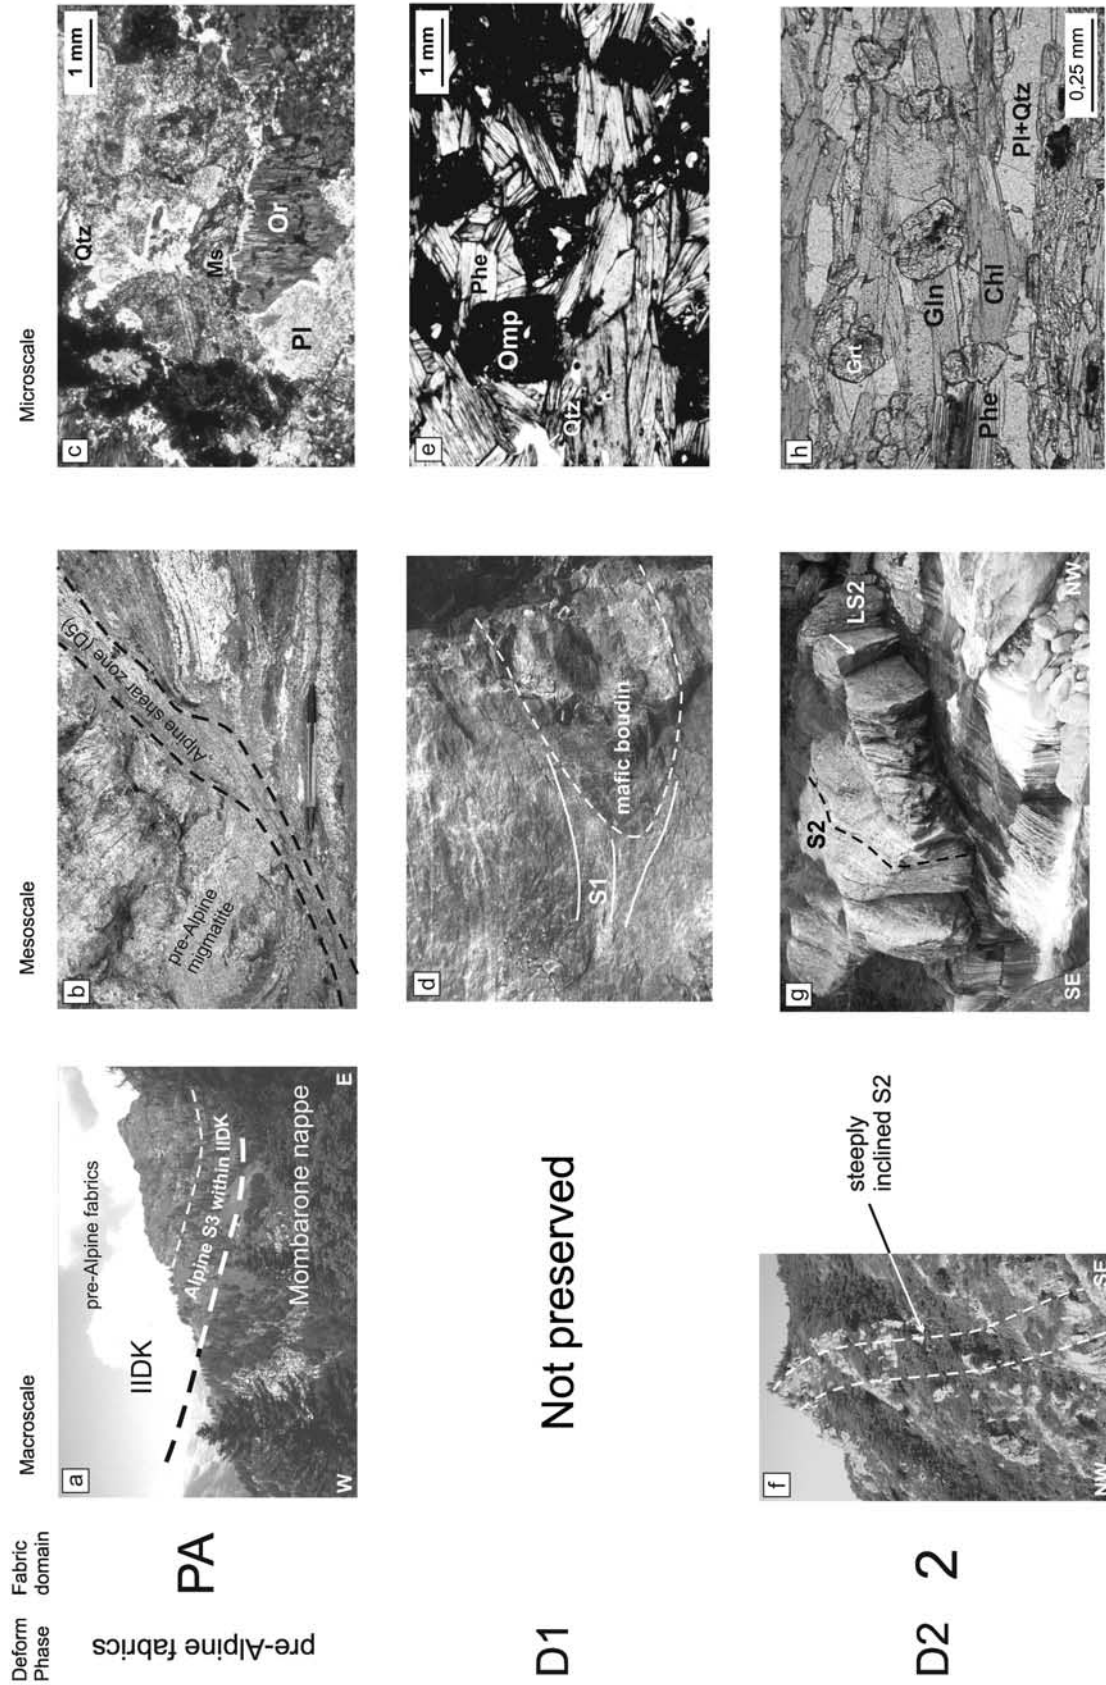 Deform
Phase
Fabric
domain
Macroscale
Mesoscale
Microscale
pre-Alpine fabrics
PA
a
IIDK
pre-Alpine fabrics
Alpine S3 within IIDK
Mombarone nappe
W
E
b
pre-Alpine
migmatite
Alpine shear zone (D5)
c
1 mm
Qtz
Ms
Or
Pl
D1
Not preserved
d
S1
mafic boudin
e
1 mm
Phe
Omp
Qtz
D2
2
f
steeply
inclined S2
NW
SE
g
S2
LS2
SE
NW
h
Grt
Gln
Phe
Chl
Pl+Qtz
0,25 mm